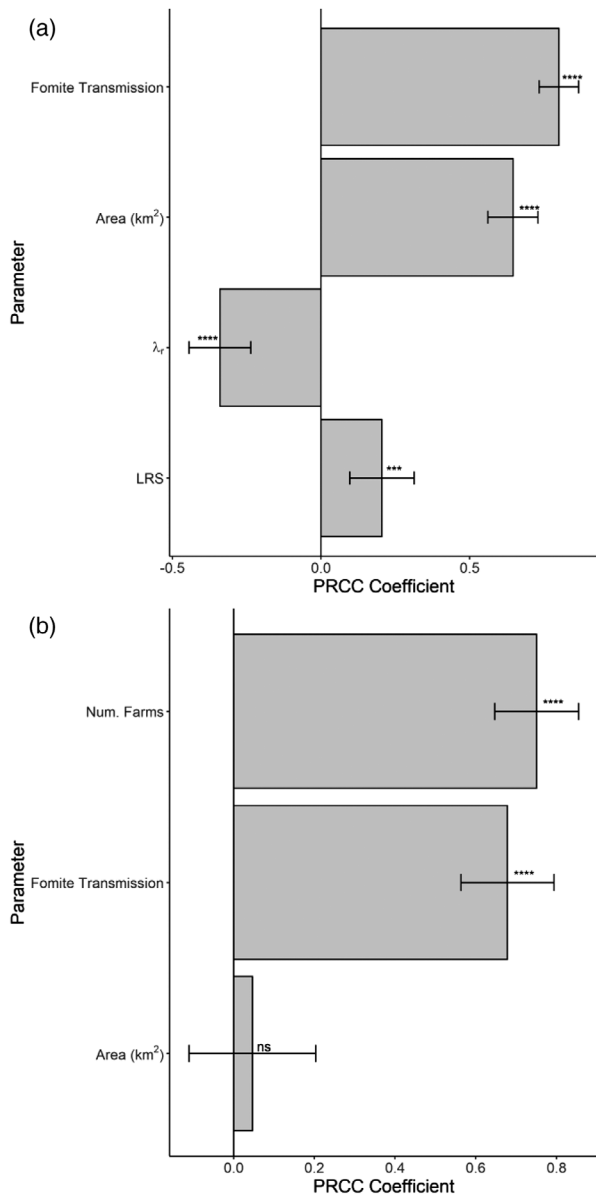 (a)
Fomite Transmission
****
Area (km²)
****
λᵣ
****
LRS
***
Parameter
-0.5 0.0 0.5
PRCC Coefficient
(b)
Num. Farms
****
Fomite Transmission
****
Area (km²)
ns
Parameter
0.0 0.2 0.4 0.6 0.8
PRCC Coefficient